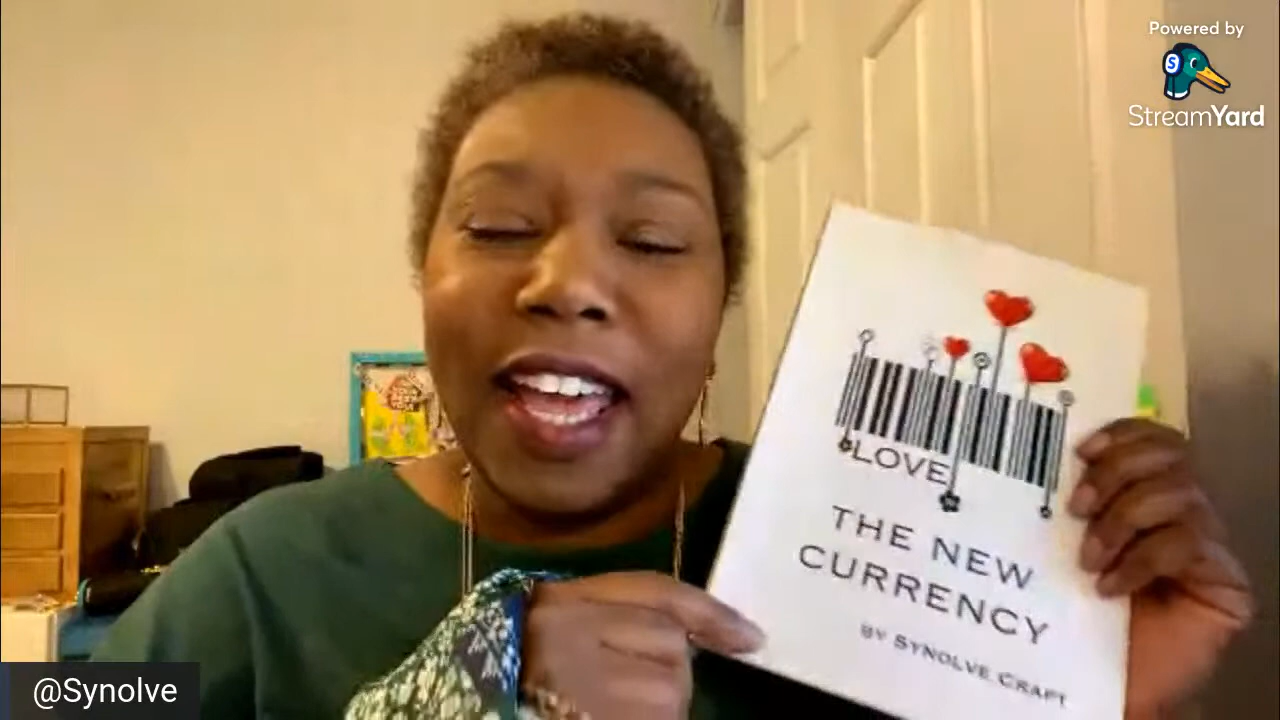 Powered by
StreamYard
LOVE
THE NEW
CURRENCY
BY SYNOLVE CRAFT
@Synolve